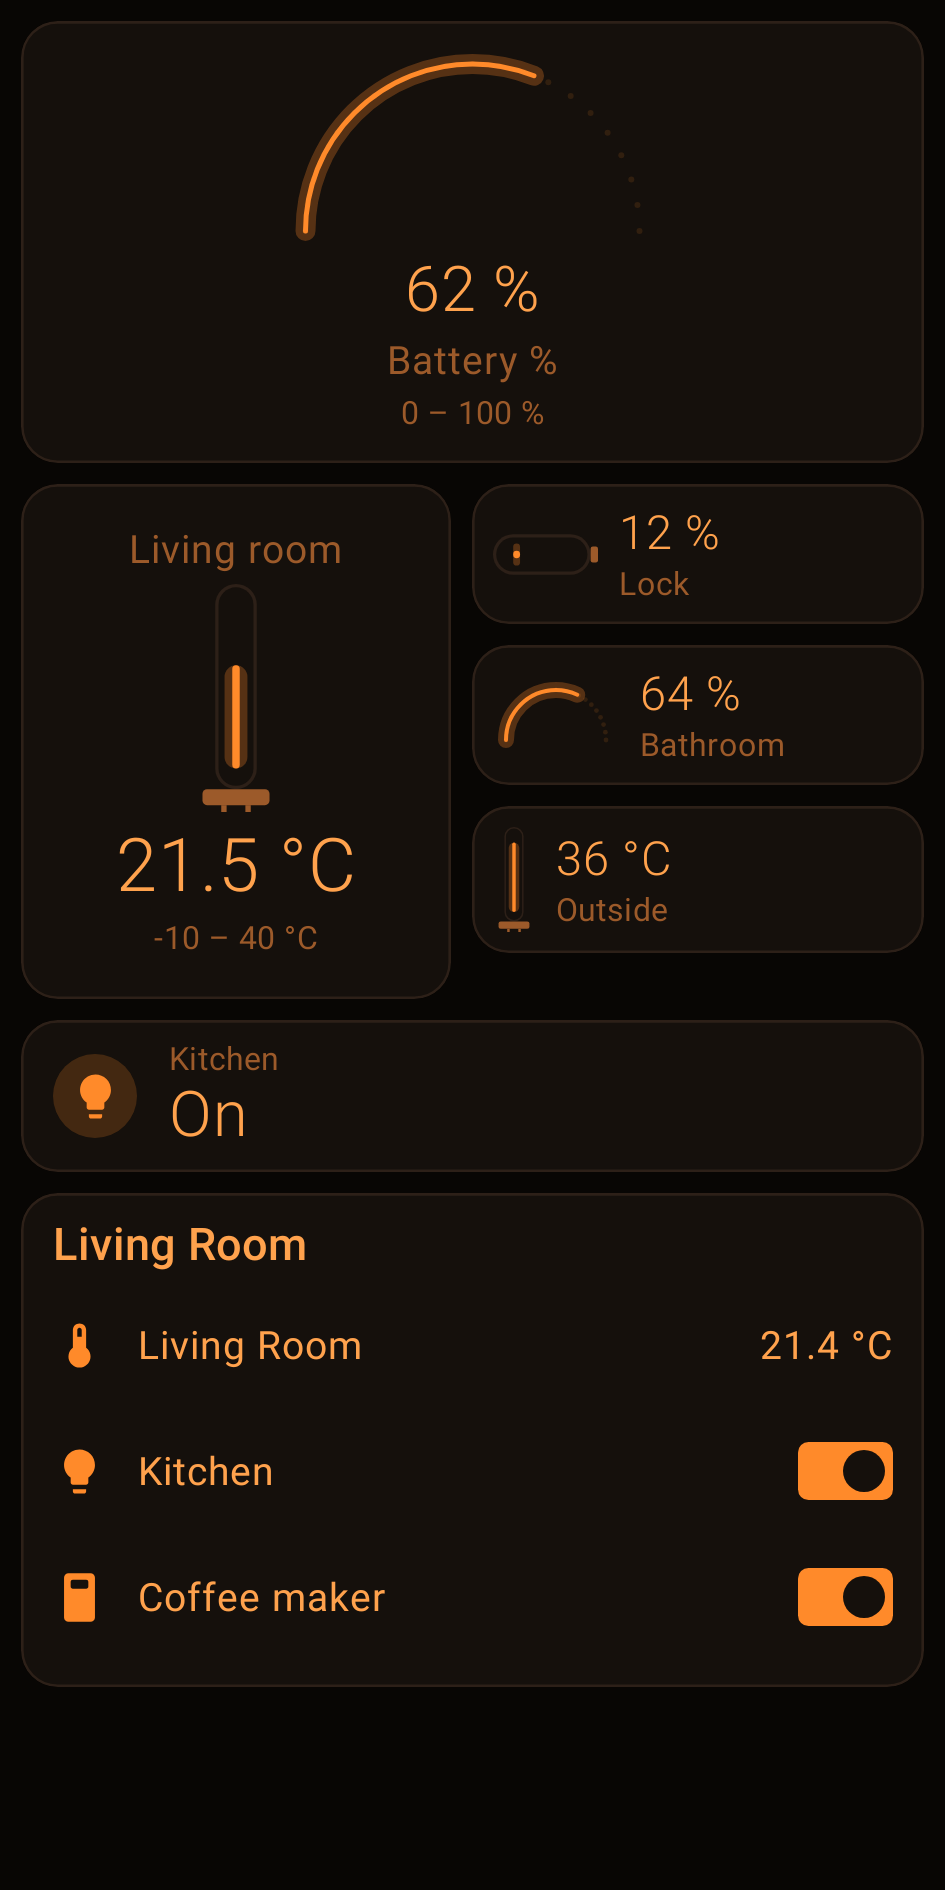 62 %
Battery %
0 – 100 %
Living room
21.5 °C
-10 – 40 °C
12 %
Lock
64 %
Bathroom
36 °C
Outside
Kitchen
On
Living Room
Living Room 21.4 °C
Kitchen
Coffee maker